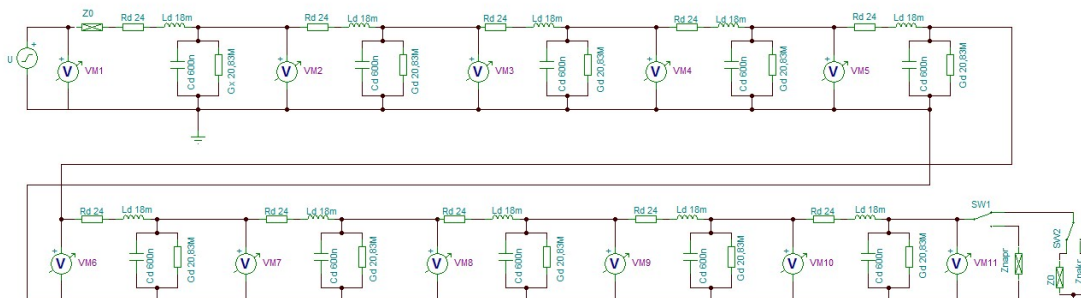 Z0 Rd 24 Ld 18m Rd 24 Ld 18m Rd 24 Ld 18m Rd 24 Ld 18m Rd 24 Ld 18m
U + V VM1 Cd 600n Gx 20,83M + V VM2 Cd 600n Gd 20,83M + V VM3 Cd 600n Gd 20,83M + V VM4 Cd 600n Gd 20,83M + V VM5 Cd 600n Gd 20,83M
Rd 24 Ld 18m Rd 24 Ld 18m Rd 24 Ld 18m Rd 24 Ld 18m Rd 24 Ld 18m SW1
+ V VM6 Cd 600n Gd 20,83M + V VM7 Cd 600n Gd 20,83M + V VM8 Cd 600n Gd 20,83M + V VM9 Cd 600n Gd 20,83M + V VM10 Cd 600n Gd 20,83M + V VM11 Znapr SW2 Z0